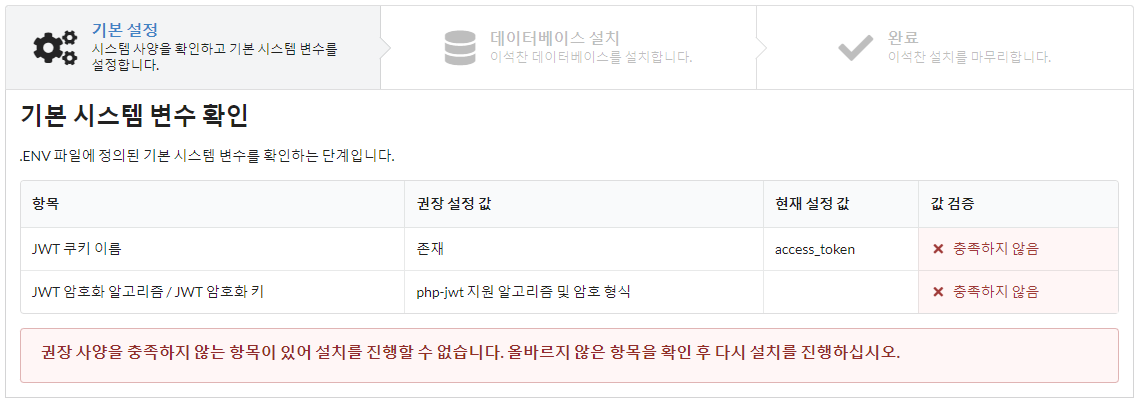 기본 설정
시스템 사양을 확인하고 기본 시스템 변수를
설정합니다.
데이터베이스 설치
이석찬 데이터베이스를 설치합니다.
완료
이석찬 설치를 마무리합니다.
기본 시스템 변수 확인
.ENV 파일에 정의된 기본 시스템 변수를 확인하는 단계입니다.
항목 권장 설정 값 현재 설정 값 값 검증
JWT 쿠키 이름 존재 access_token 충족하지 않음
JWT 암호화 알고리즘 / JWT 암호화 키 php-jwt 지원 알고리즘 및 암호 형식 충족하지 않음
권장 사양을 충족하지 않는 항목이 있어 설치를 진행할 수 없습니다. 올바르지 않은 항목을 확인 후 다시 설치를 진행하십시오.